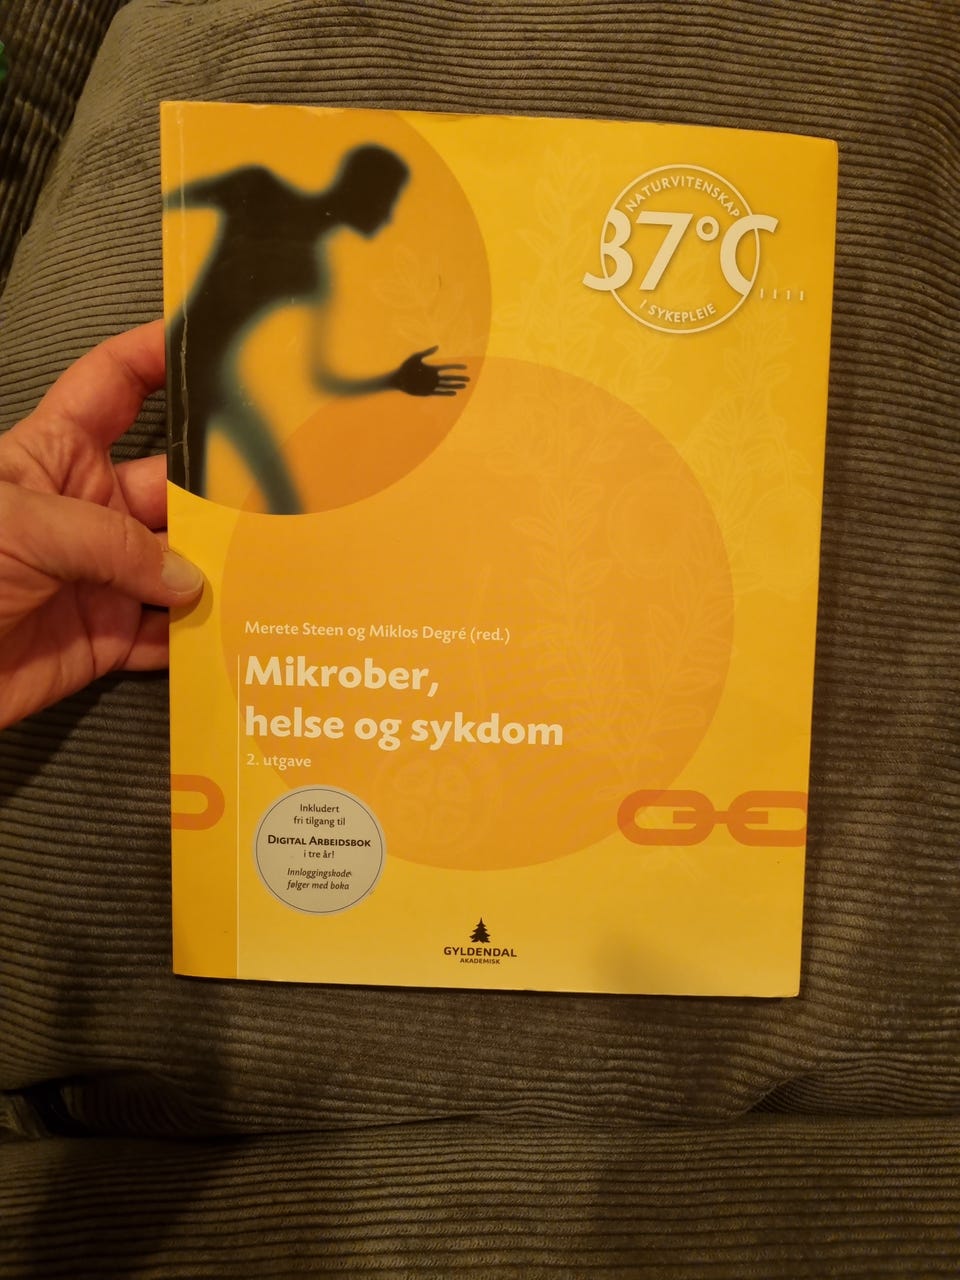 NATURVITENSKAP
37°C
I SYKEPLEIE
Merete Steen og Miklos Degré (red.)
Mikrober,
helse og sykdom
2. utgave
Inkludert
fri tilgang til
DIGITAL ARBEIDSBOK
i tre år!
Innloggingskode
følger med boka
GYLDENDAL
AKADEMISK